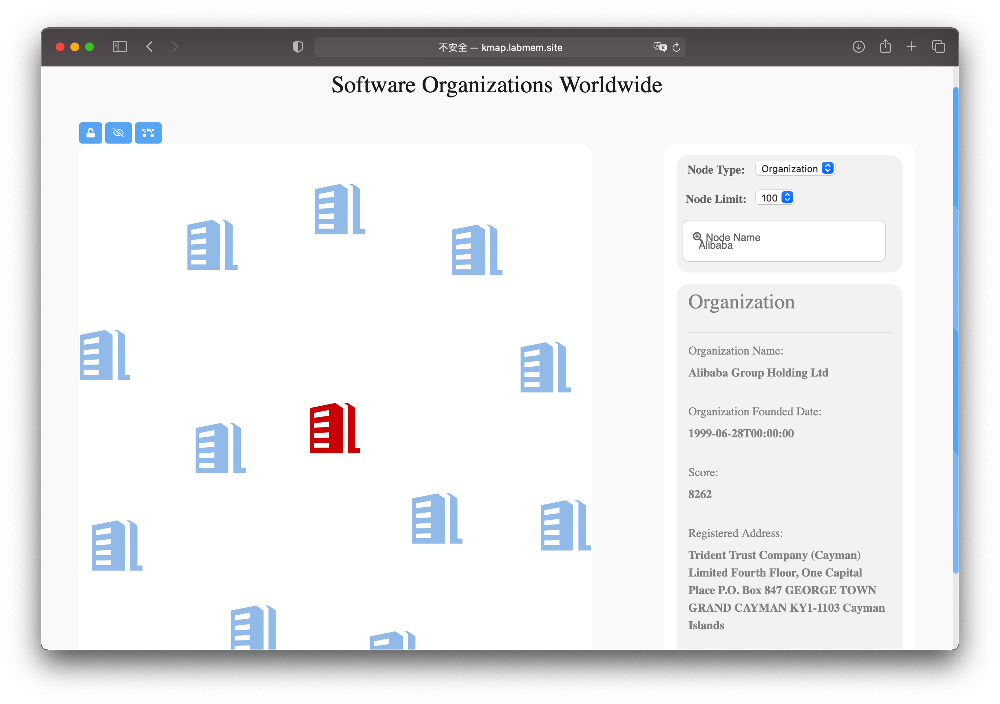 不安全 — kmap.labmem.site
Software Organizations Worldwide
Node Type: Organization
Node Limit: 100
Node Name
Alibaba
Organization
Organization Name:
Alibaba Group Holding Ltd
Organization Founded Date:
1999-06-28T00:00:00
Score:
8262
Registered Address:
Trident Trust Company (Cayman)
Limited Fourth Floor, One Capital
Place P.O. Box 847 GEORGE TOWN
GRAND CAYMAN KY1-1103 Cayman
Islands